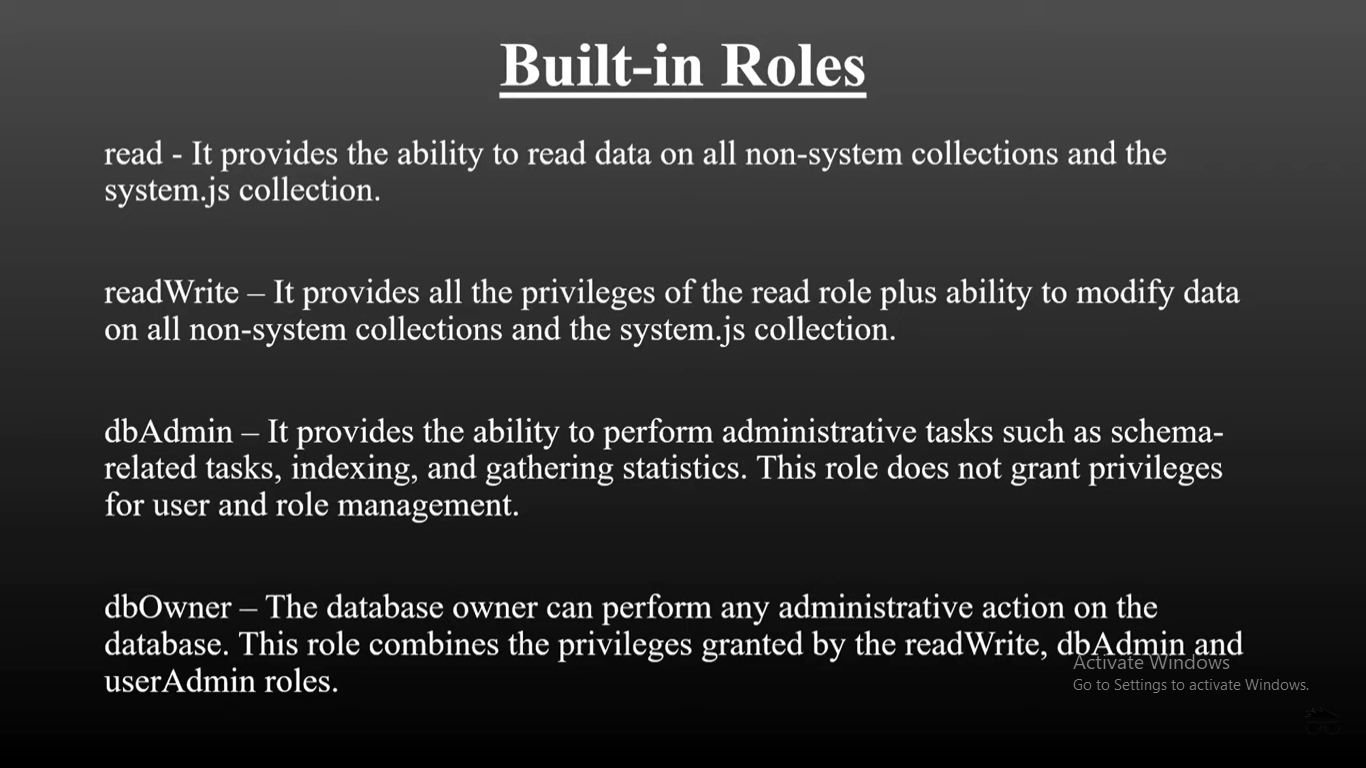 Built-in Roles
read - It provides the ability to read data on all non-system collections and the
system.js collection.
readWrite – It provides all the privileges of the read role plus ability to modify data
on all non-system collections and the system.js collection.
dbAdmin – It provides the ability to perform administrative tasks such as schema-
related tasks, indexing, and gathering statistics. This role does not grant privileges
for user and role management.
dbOwner – The database owner can perform any administrative action on the
database. This role combines the privileges granted by the readWrite, dbAdmin and
userAdmin roles.
Activate Windows
Go to Settings to activate Windows.